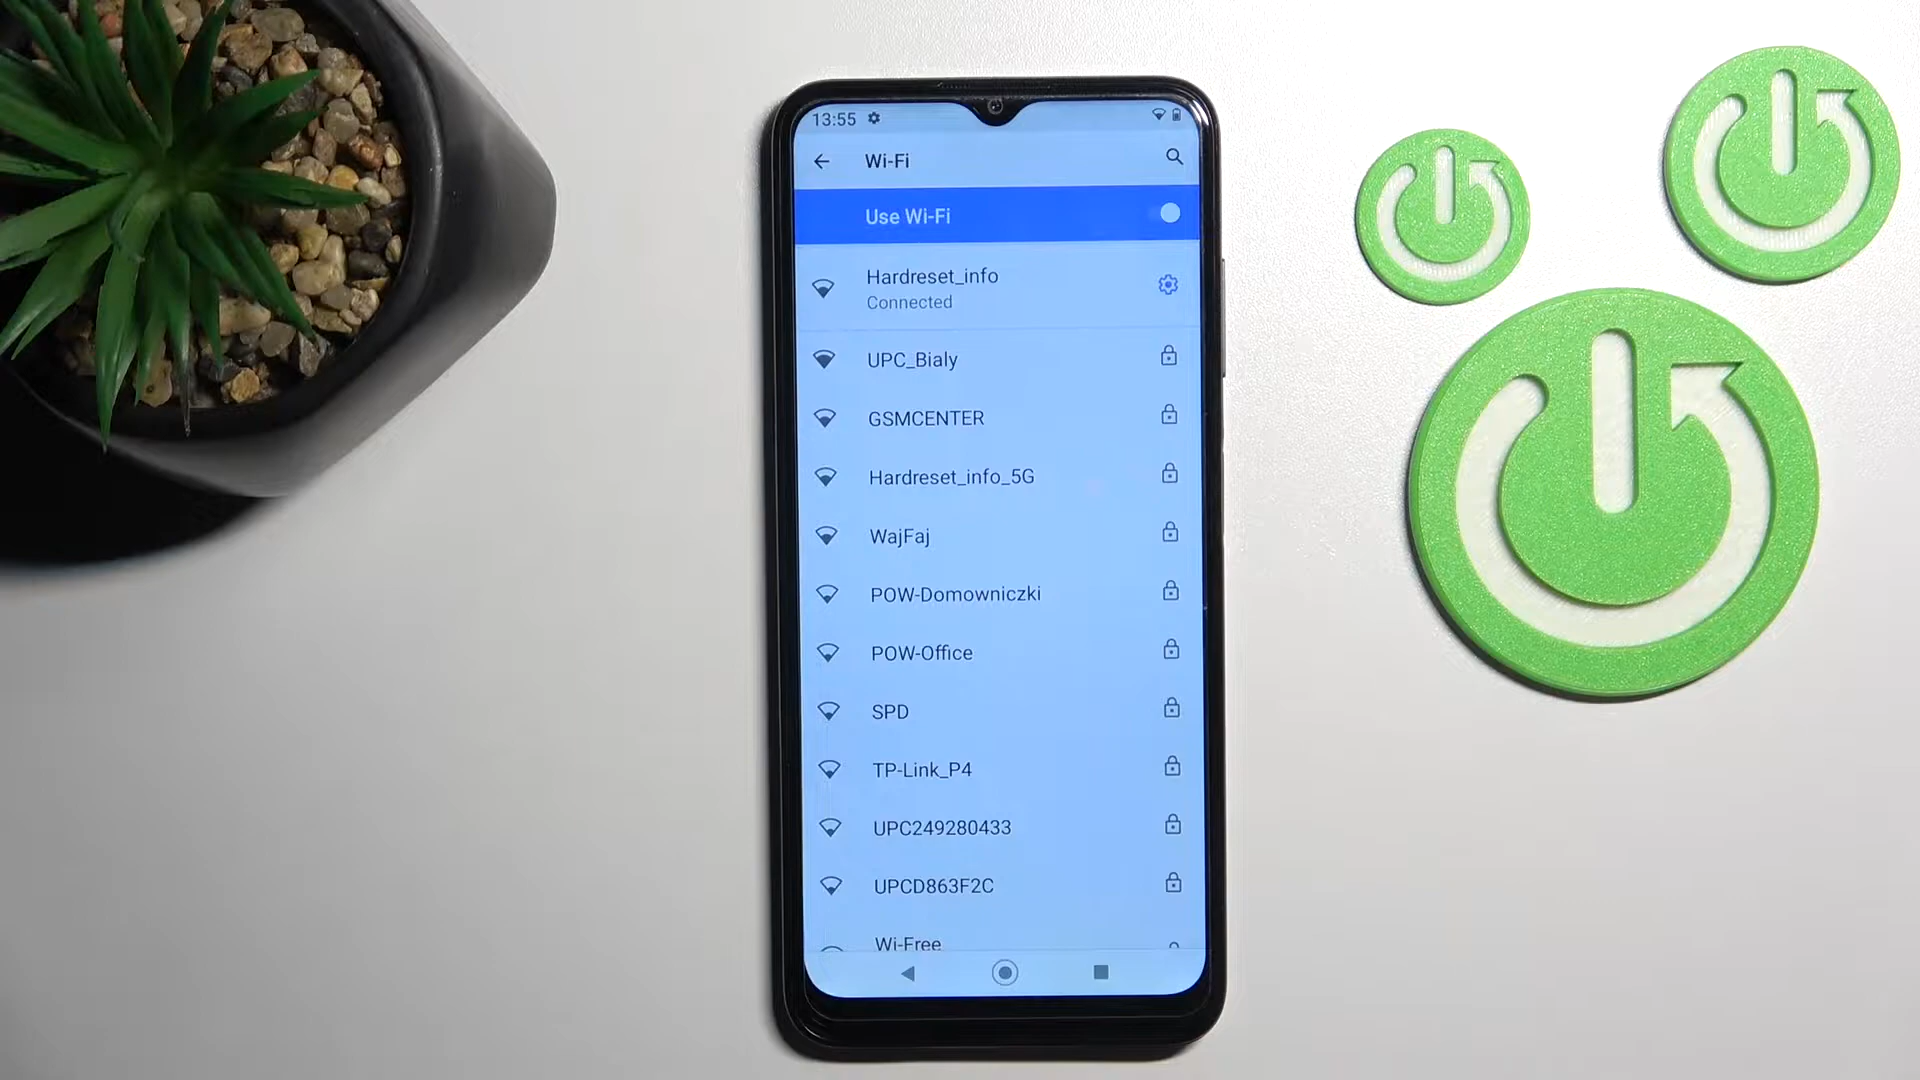 13:55
Wi-Fi
Use Wi-Fi
Hardreset_info
Connected
UPC_Bialy
GSMCENTER
Hardreset_info_5G
WajFaj
POW-Domowniczki
POW-Office
SPD
TP-Link_P4
UPC249280433
UPCD863F2C
Wi-Free